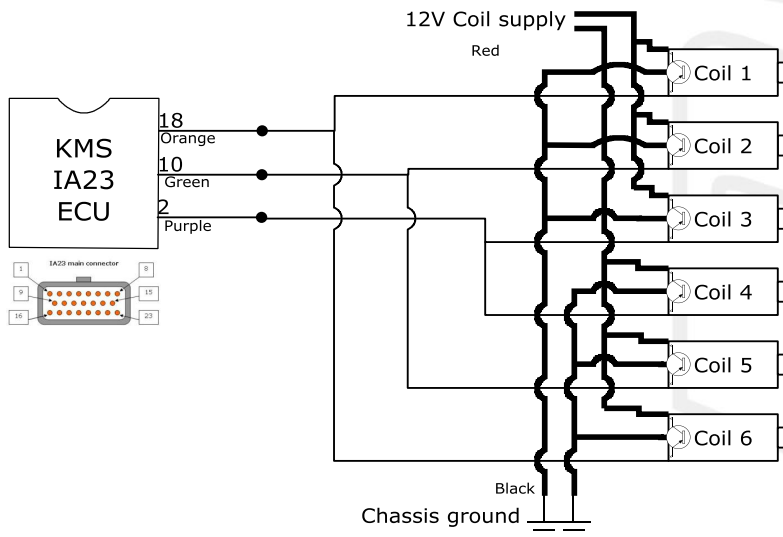 12V Coil supply
Red
Coil 1
18
Orange
KMS
IA23
ECU
10
Green
2
Purple
Coil 2
Coil 3
IA23 main connector
1
8
9
15
16
23
Coil 4
Coil 5
Coil 6
Black
Chassis ground